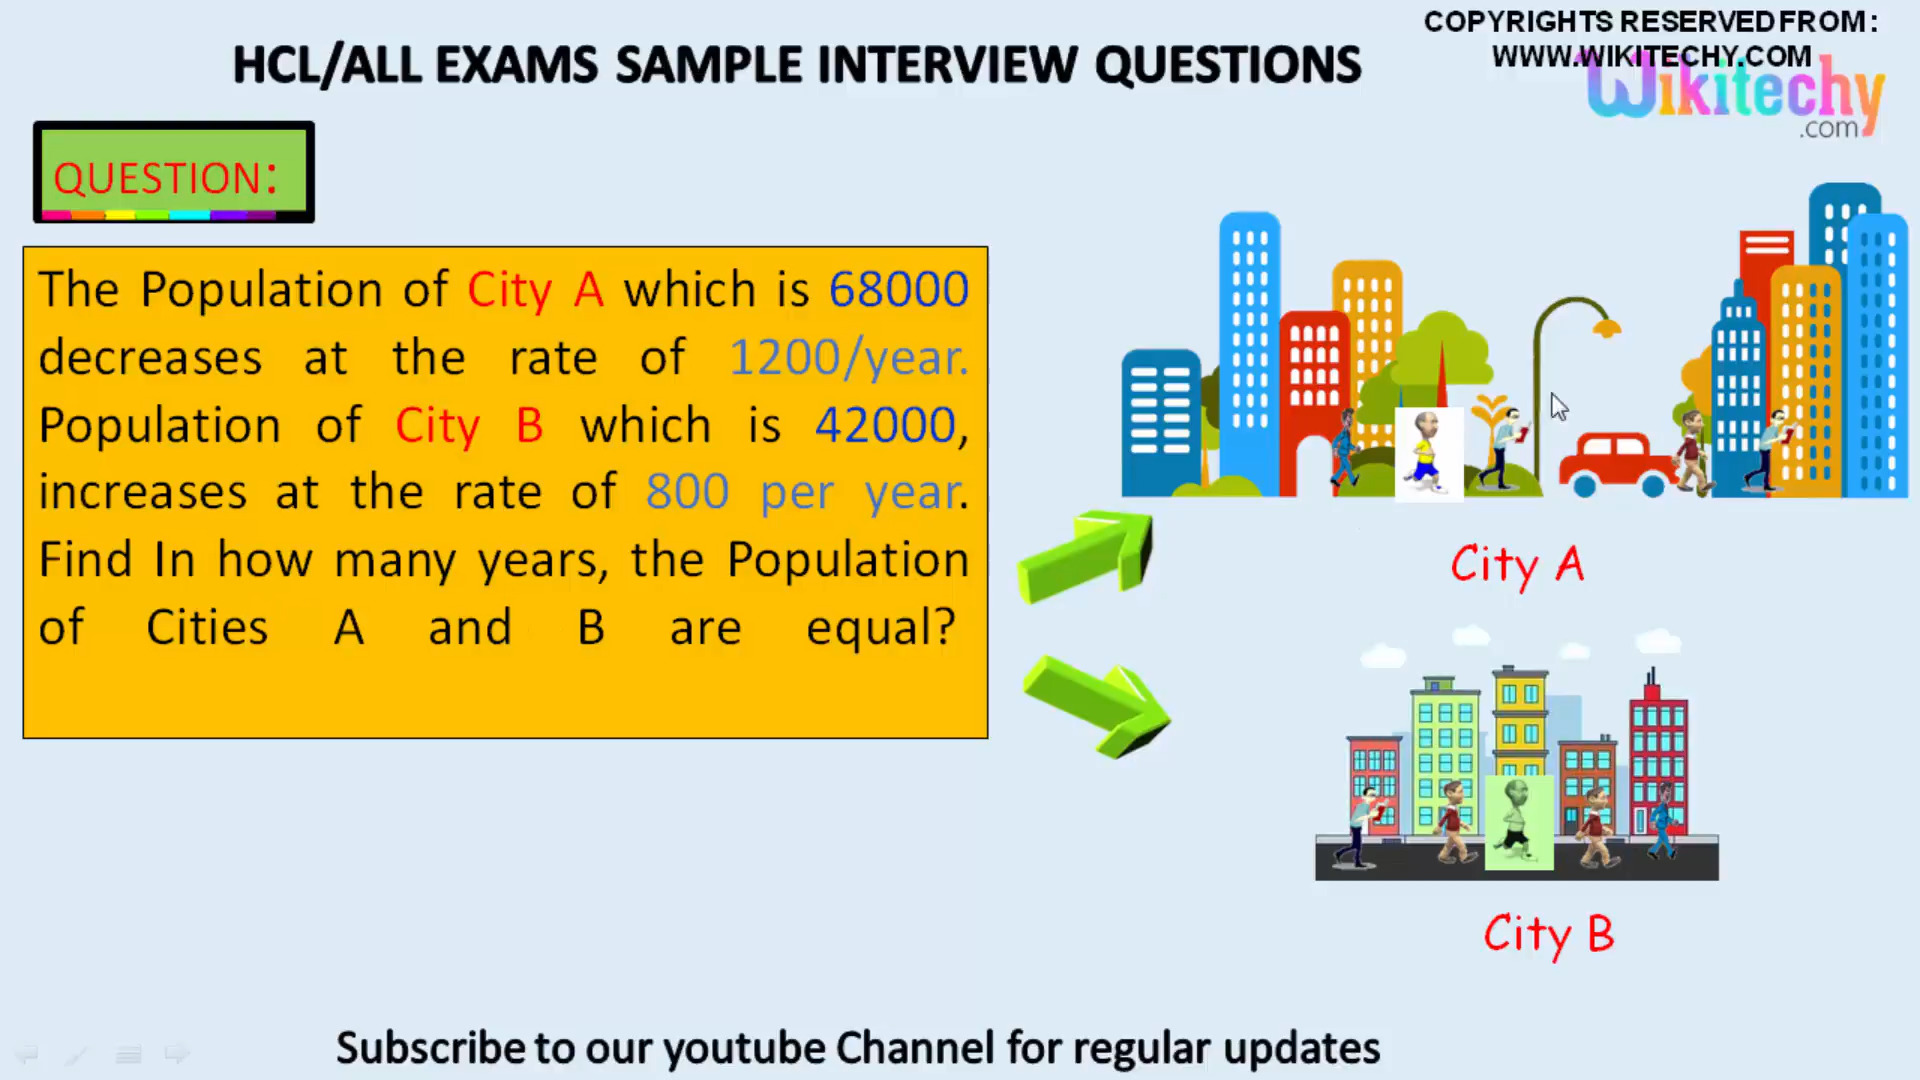 HCL/ALL EXAMS SAMPLE INTERVIEW QUESTIONS
COPYRIGHTS RESERVED FROM:
WWW.WIKITECHY.COM
Wikitechy
.com
QUESTION:
The Population of City A which is 68000
decreases at the rate of 1200/year.
Population of City B which is 42000,
increases at the rate of 800 per year.
Find In how many years, the Population
of Cities A and B are equal?
City A
City B
Subscribe to our youtube Channel for regular updates